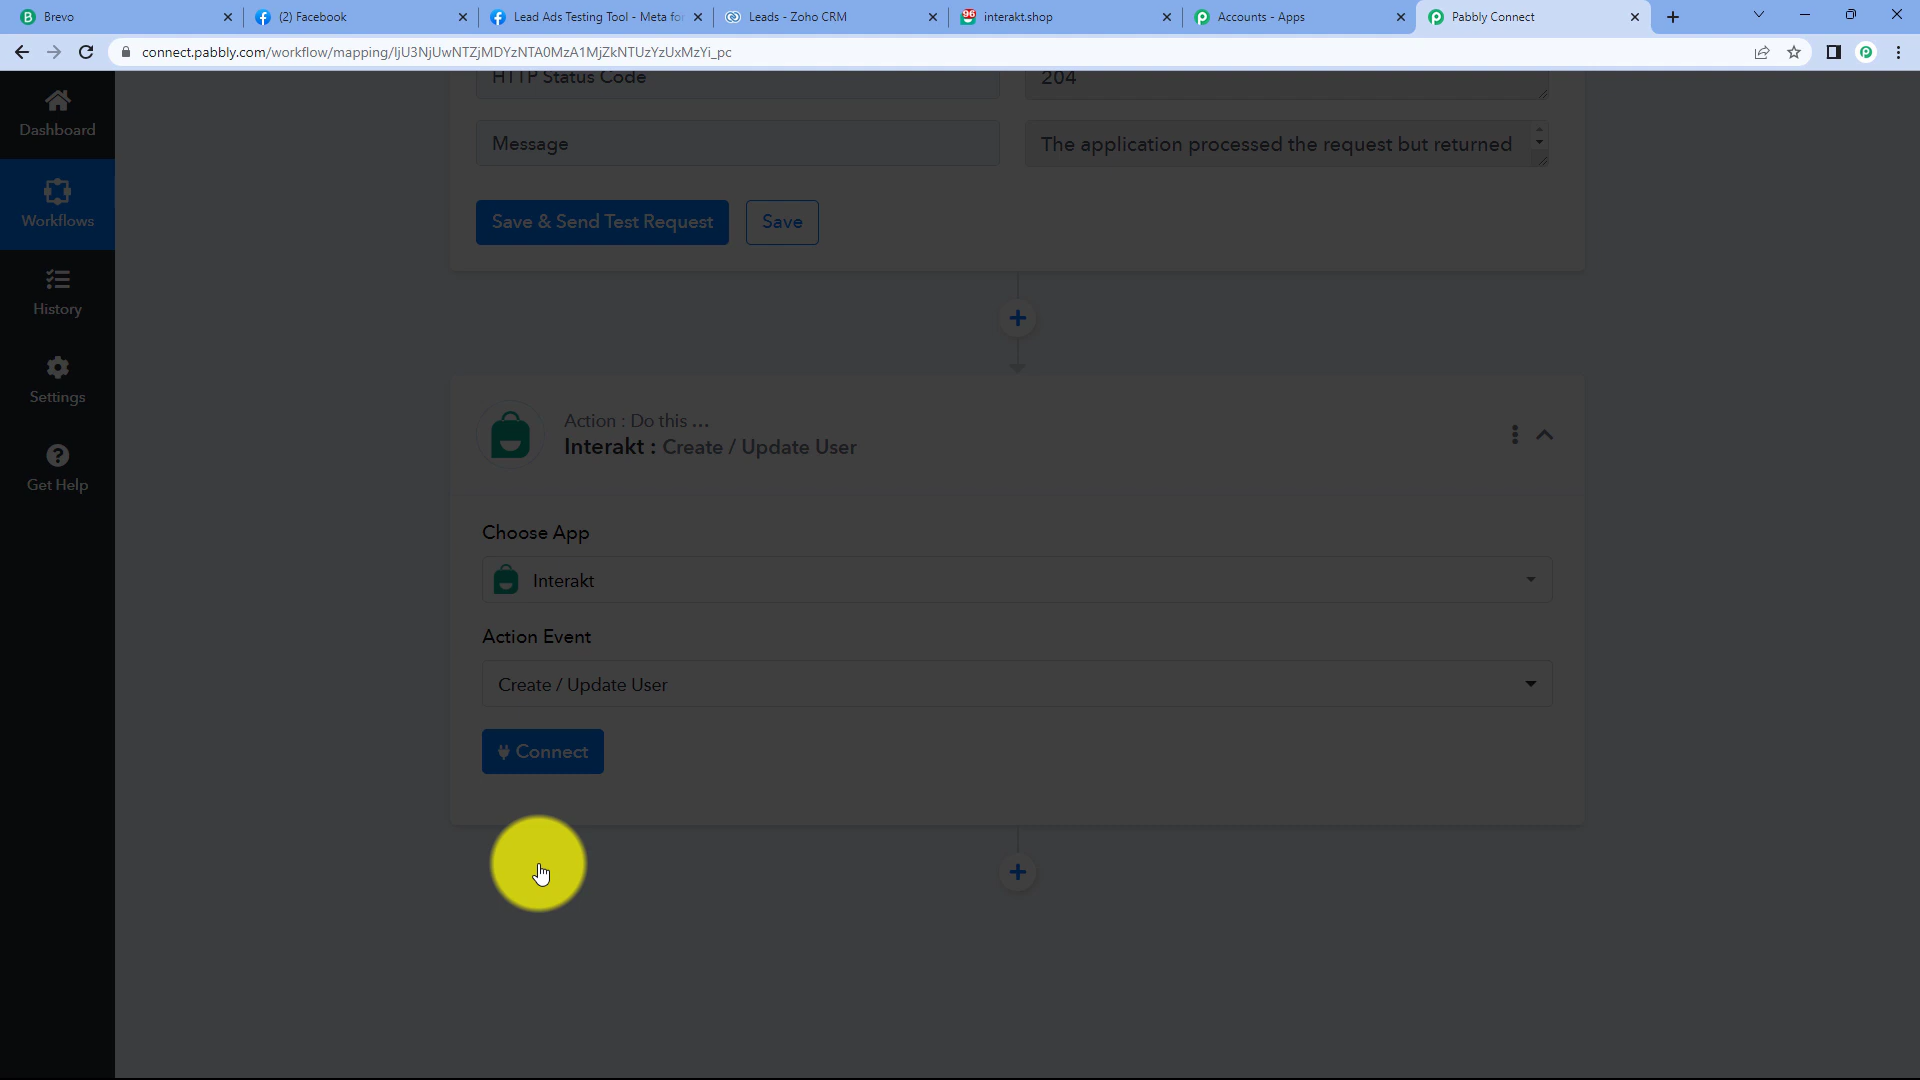 Brevo
(2) Facebook
Lead Ads Testing Tool - Meta fo
Leads - Zoho CRM
96
interakt.shop
Accounts - Apps
Pabbly Connect
connect.pabbly.com/workflow/mapping/IjU3NjUwNTZjMDYzNTA0MzA1MjZkNTUzYzUxMzYi_pc
Dashboard
Workflows
History
Settings
Get Help
HTTP Status Code
204
Message
The application processed the request but returned
Save & Send Test Request
Save
Action : Do this ...
Interakt : Create / Update User
Choose App
Interakt
Action Event
Create / Update User
Connect